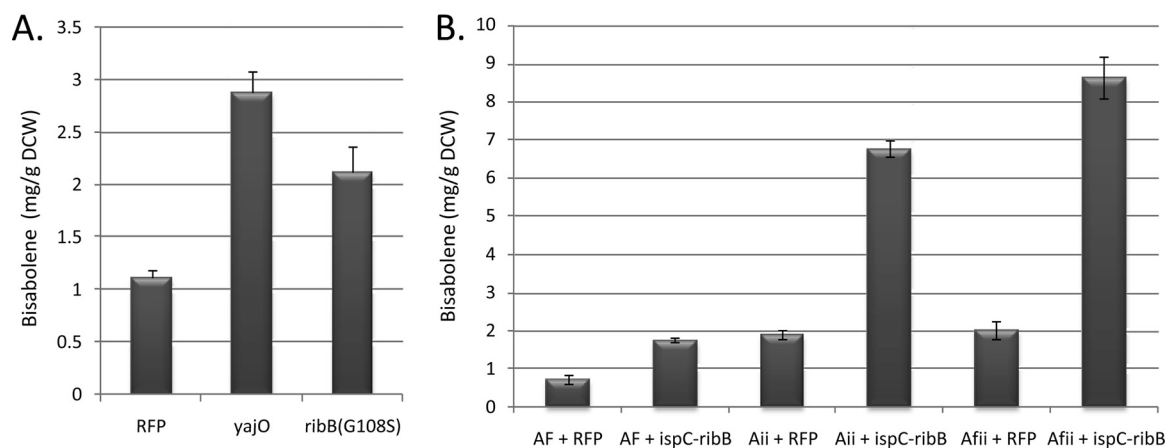 A.
Bisabolene (mg/g DCW)
3.5
3
2.5
2
1.5
1
0.5
0
RFP
yajO
ribB(G108S)
B.
Bisabolene (mg/g DCW)
10
9
8
7
6
5
4
3
2
1
0
AF + RFP
AF + ispC-ribB
Aii + RFP
Aii + ispC-ribB
Afii + RFP
Afii + ispC-ribB